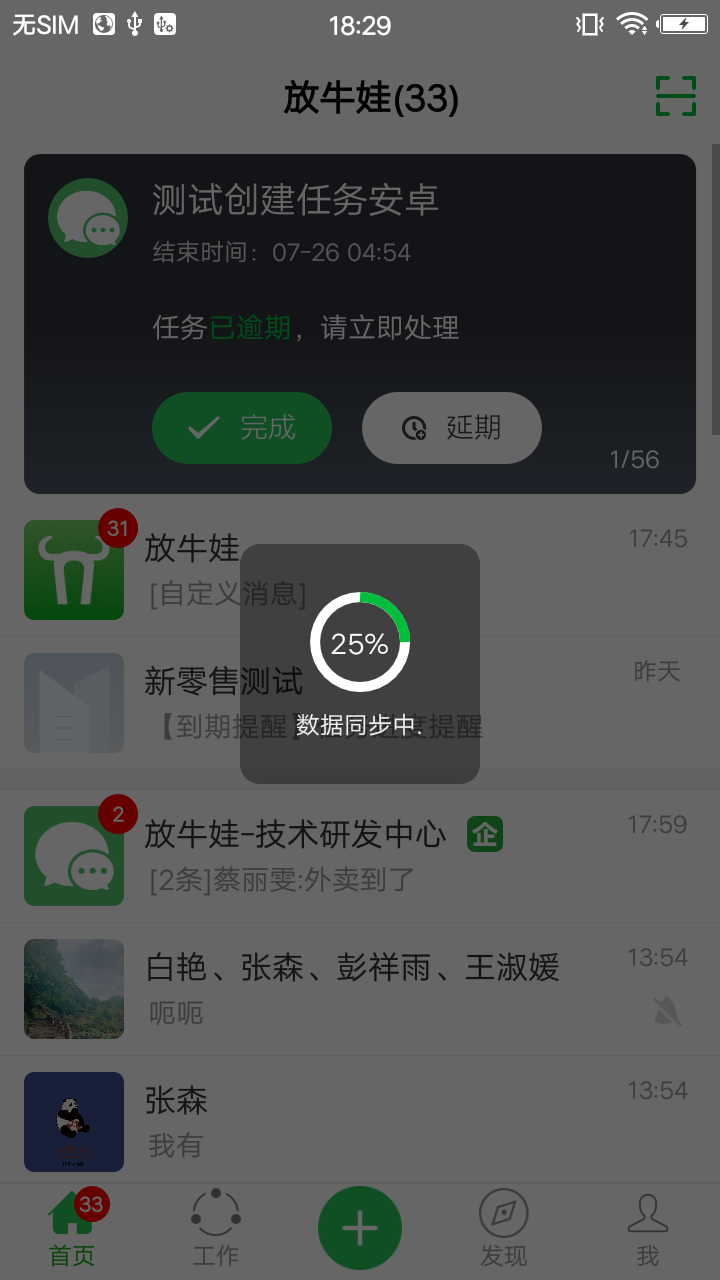 无SIM 18:29
放牛娃(33)
测试创建任务安卓
结束时间：07-26 04:54
任务已逾期，请立即处理
完成 延期
1/56
31
放牛娃 17:45
[自定义消息]
25%
新零售测试 昨天
数据同步中.
【到期提醒】 进度提醒
2
放牛娃-技术研发中心 企 17:59
[2条]蔡丽雯:外卖到了
白艳、张森、彭祥雨、王淑媛 13:54
呃呃
张森 13:54
我有
33
首页 工作 发现 我